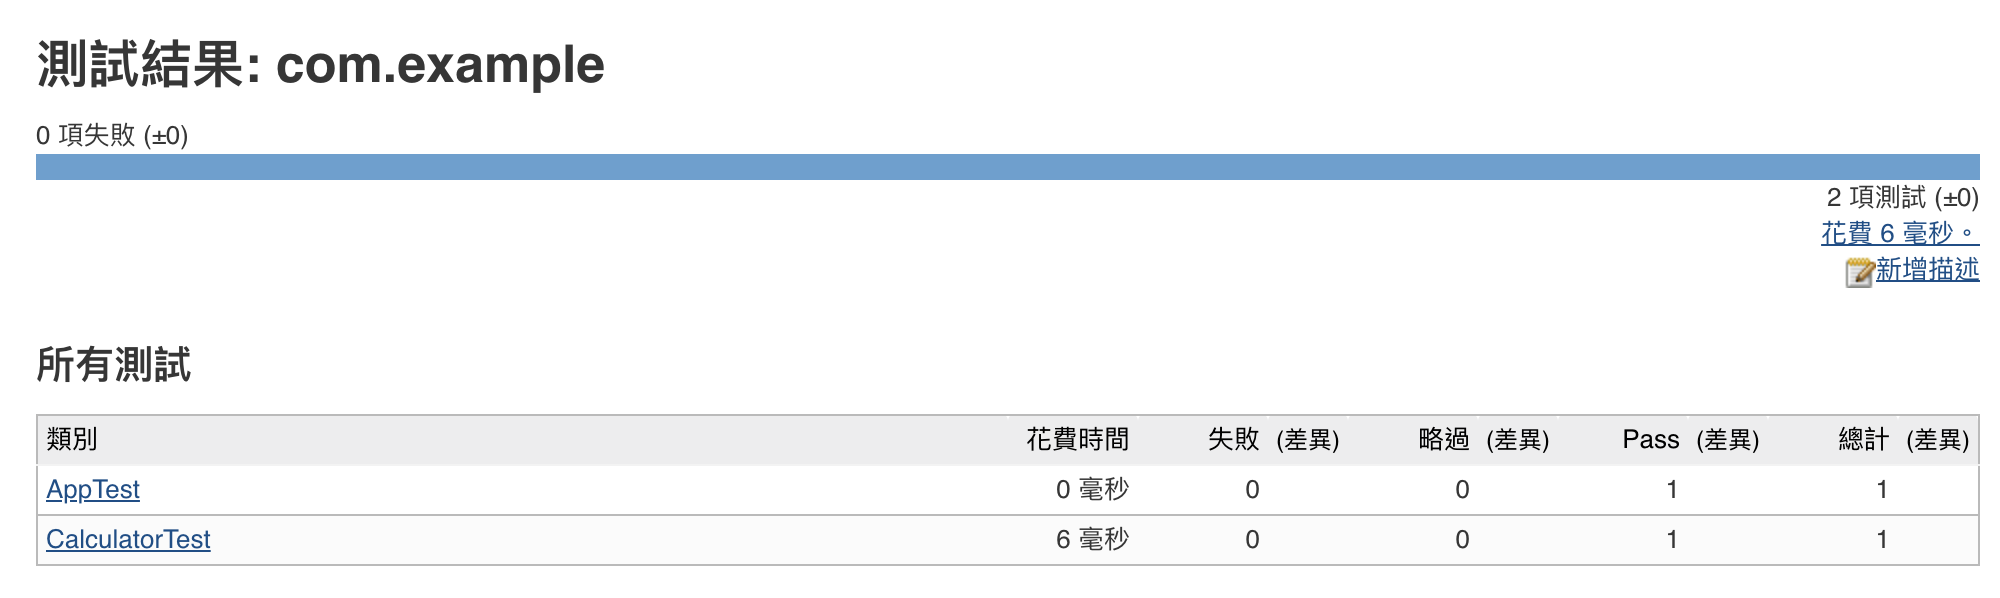 測試結果: com.example
0 項失敗 (±0)
2 項測試 (±0)
花費 6 毫秒。
新增描述
所有測試
類別 花費時間 失敗 (差異) 略過 (差異) Pass (差異) 總計 (差異)
AppTest 0 毫秒 0 0 1 1
CalculatorTest 6 毫秒 0 0 1 1